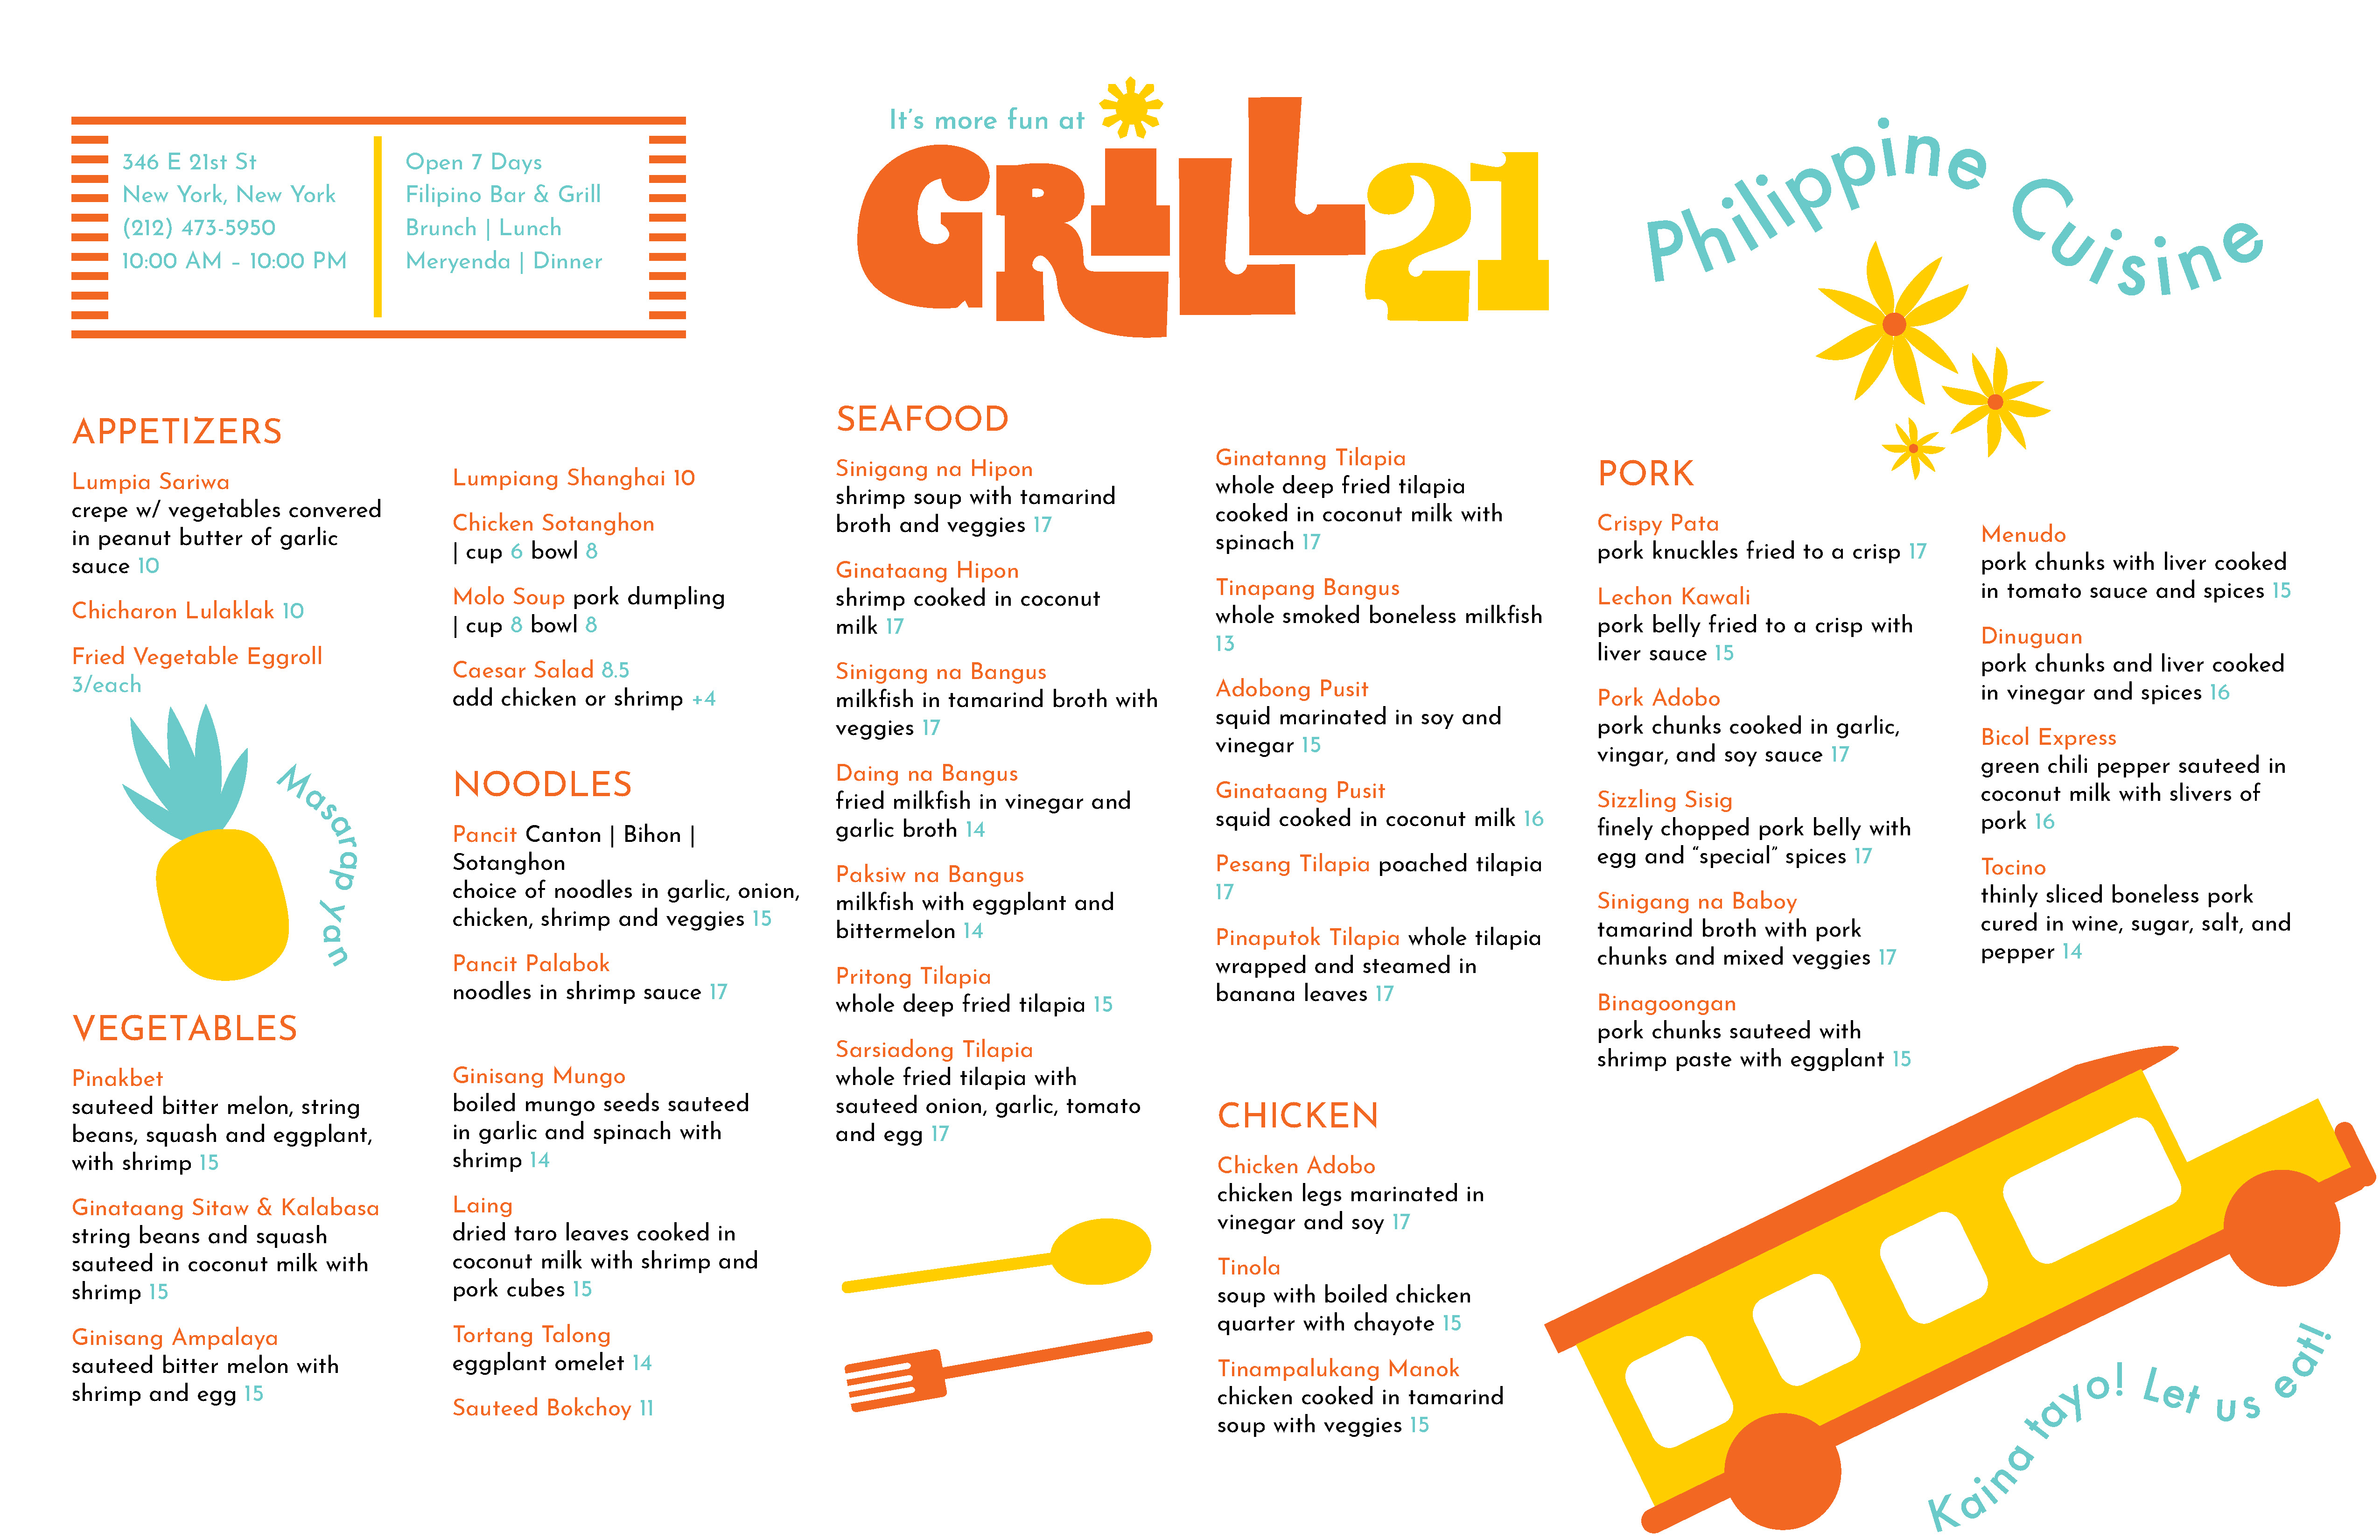 346 E 21st St
New York, New York
(212) 473-5950
10:00 AM – 10:00 PM
Open 7 Days
Filipino Bar & Grill
Brunch | Lunch
Meryenda | Dinner
It's more fun at
GRILL 21
Philippine Cuisine
APPETIZERS
Lumpia Sariwa
crepe w/ vegetables convered
in peanut butter of garlic
sauce 10
Chicharon Lulaklak 10
Fried Vegetable Eggroll
3/each
Lumpiang Shanghai 10
Chicken Sotanghon
| cup 6 bowl 8
Molo Soup pork dumpling
| cup 8 bowl 8
Caesar Salad 8.5
add chicken or shrimp +4
Masarap yan
NOODLES
Pancit Canton | Bihon |
Sotanghon
choice of noodles in garlic, onion,
chicken, shrimp and veggies 15
Pancit Palabok
noodles in shrimp sauce 17
VEGETABLES
Pinakbet
sauteed bitter melon, string
beans, squash and eggplant,
with shrimp 15
Ginataang Sitaw & Kalabasa
string beans and squash
sauteed in coconut milk with
shrimp 15
Ginisang Ampalaya
sauteed bitter melon with
shrimp and egg 15
Ginisang Mungo
boiled mungo seeds sauteed
in garlic and spinach with
shrimp 14
Laing
dried taro leaves cooked in
coconut milk with shrimp and
pork cubes 15
Tortang Talong
eggplant omelet 14
Sauteed Bokchoy 11
SEAFOOD
Sinigang na Hipon
shrimp soup with tamarind
broth and veggies 17
Ginataang Hipon
shrimp cooked in coconut
milk 17
Sinigang na Bangus
milkfish in tamarind broth with
veggies 17
Daing na Bangus
fried milkfish in vinegar and
garlic broth 14
Paksiw na Bangus
milkfish with eggplant and
bittermelon 14
Pritong Tilapia
whole deep fried tilapia 15
Sarsiadong Tilapia
whole fried tilapia with
sauteed onion, garlic, tomato
and egg 17
Ginatanng Tilapia
whole deep fried tilapia
cooked in coconut milk with
spinach 17
Tinapang Bangus
whole smoked boneless milkfish
13
Adobong Pusit
squid marinated in soy and
vinegar 15
Ginataang Pusit
squid cooked in coconut milk 16
Pesang Tilapia poached tilapia
17
Pinaputok Tilapia whole tilapia
wrapped and steamed in
banana leaves 17
CHICKEN
Chicken Adobo
chicken legs marinated in
vinegar and soy 17
Tinola
soup with boiled chicken
quarter with chayote 15
Tinampalukang Manok
chicken cooked in tamarind
soup with veggies 15
PORK
Crispy Pata
pork knuckles fried to a crisp 17
Lechon Kawali
pork belly fried to a crisp with
liver sauce 15
Pork Adobo
pork chunks cooked in garlic,
vingar, and soy sauce 17
Sizzling Sisig
finely chopped pork belly with
egg and “special” spices 17
Sinigang na Baboy
tamarind broth with pork
chunks and mixed veggies 17
Binagoongan
pork chunks sauteed with
shrimp paste with eggplant 15
Menudo
pork chunks with liver cooked
in tomato sauce and spices 15
Dinuguan
pork chunks and liver cooked
in vinegar and spices 16
Bicol Express
green chili pepper sauteed in
coconut milk with slivers of
pork 16
Tocino
thinly sliced boneless pork
cured in wine, sugar, salt, and
pepper 14
Kaina tayo! Let us eat!